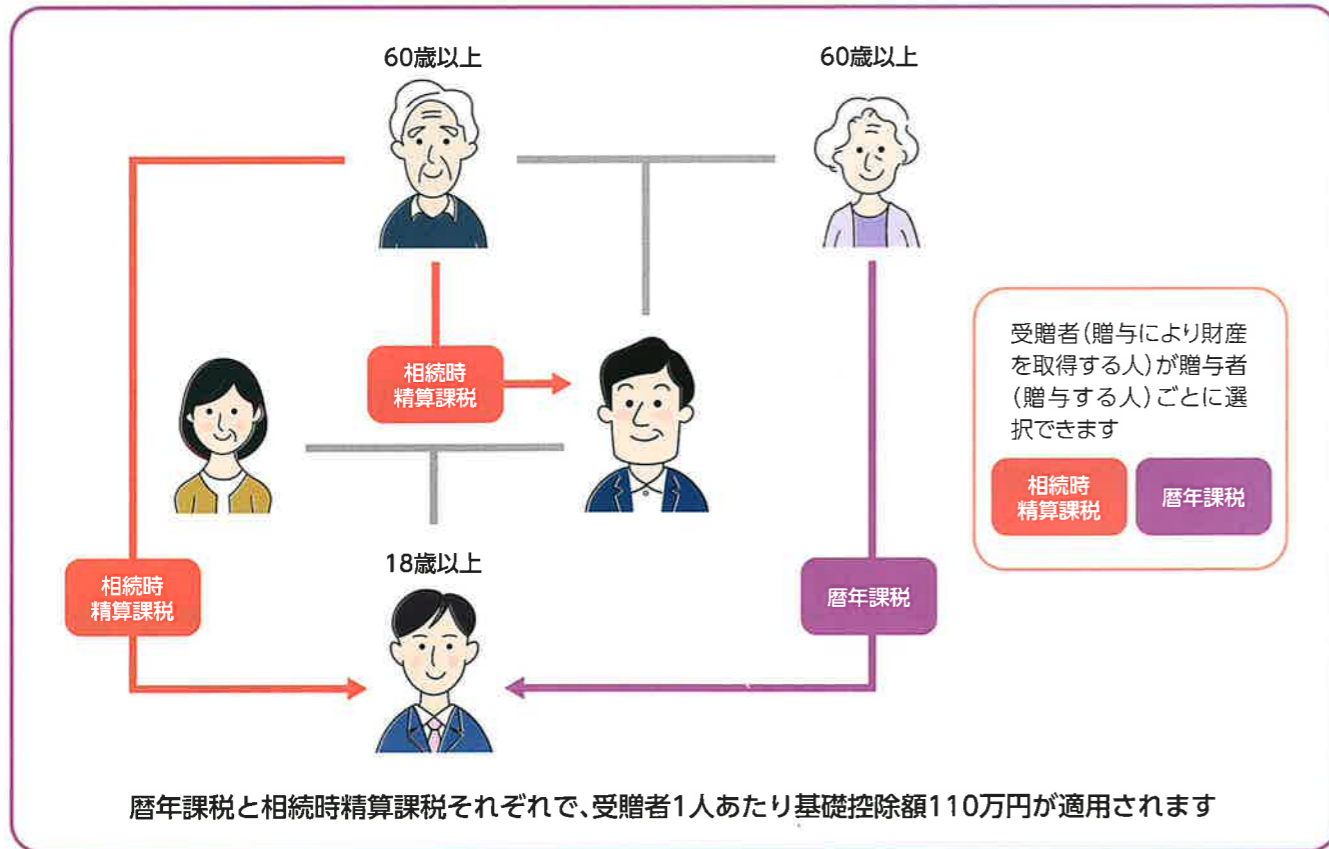 60歳以上
60歳以上
相続時
精算課税
受贈者(贈与により財産
を取得する人)が贈与者
(贈与する人)ごとに選
択できます
相続時
精算課税
暦年課税
18歳以上
相続時
精算課税
暦年課税
暦年課税と相続時精算課税それぞれで、受贈者1人あたり基礎控除額110万円が適用されます